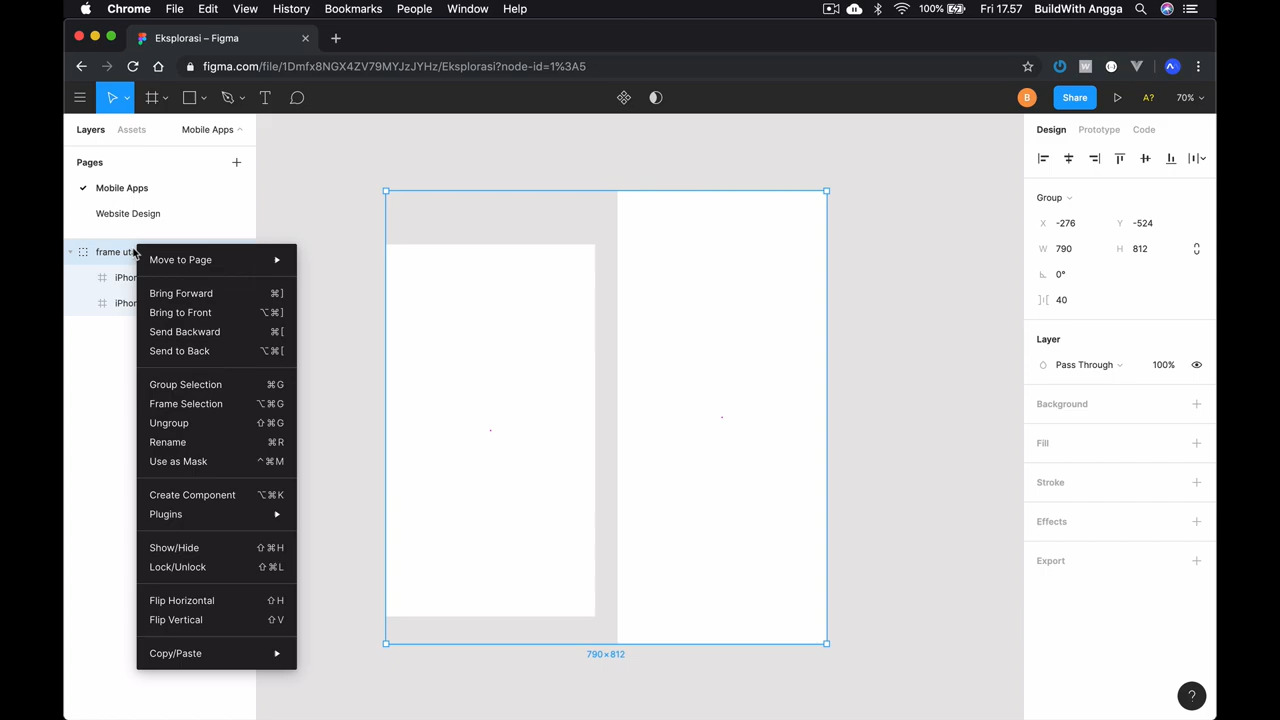 Chrome File Edit View History Bookmarks People Window Help 100% Fri 17.57 BuildWith Angga
Eksplorasi – Figma
figma.com/file/1Dmfx8NGX4ZV79MYJzJYHz/Eksplorasi?node-id=1%3A5
B Share A? 70%
Layers Assets Mobile Apps
Design Prototype Code
Pages
Mobile Apps
Website Design
frame ut
iPhor
iPhor
Move to Page
Bring Forward ⌘]
Bring to Front ⌥⌘]
Send Backward ⌘[
Send to Back ⌥⌘[
Group Selection ⌘G
Frame Selection ⌥⌘G
Ungroup ⇧⌘G
Rename ⌘R
Use as Mask ^⌘M
Create Component ⌥⌘K
Plugins
Show/Hide ⇧⌘H
Lock/Unlock ⇧⌘L
Flip Horizontal ⇧H
Flip Vertical ⇧V
Copy/Paste
790×812
Group
X -276 Y -524
W 790 H 812
0°
40
Layer
Pass Through 100%
Background
Fill
Stroke
Effects
Export
?